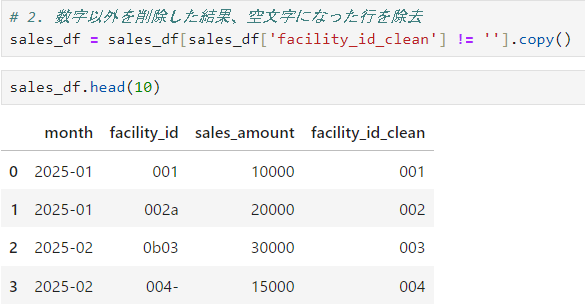 # 2. 数字以外を削除した結果、空文字になった行を除去
sales_df = sales_df[sales_df['facility_id_clean'] != ''].copy()
sales_df.head(10)
month facility_id sales_amount facility_id_clean
0 2025-01 001 10000 001
1 2025-01 002a 20000 002
2 2025-02 0b03 30000 003
3 2025-02 004- 15000 004